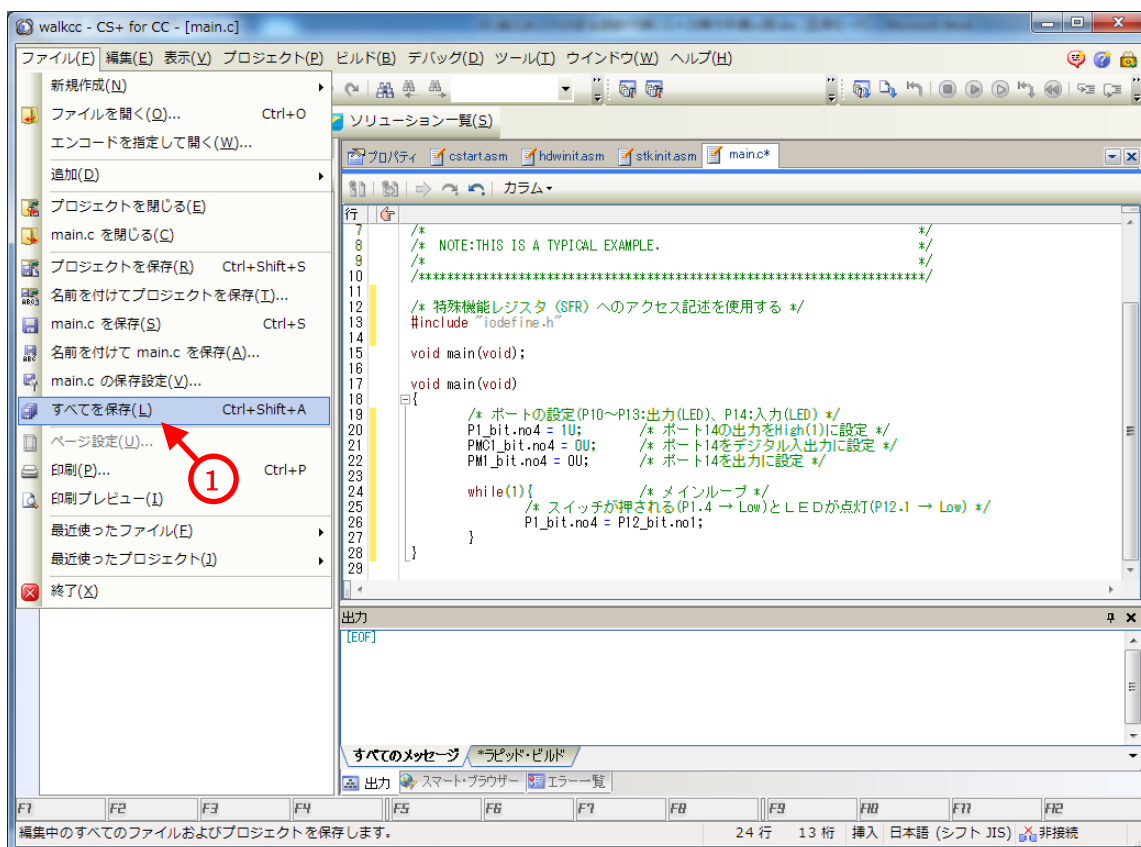 walkcc - CS+ for CC - [main.c]
ファイル(F) 編集(E) 表示(V) プロジェクト(P) ビルド(B) デバッグ(D) ツール(T) ウインドウ(W) ヘルプ(H)
新規作成(N)
ファイルを開く(O)... Ctrl+O
エンコードを指定して開く(W)...
追加(D)
プロジェクトを閉じる(E)
main.c を閉じる(C)
プロジェクトを保存(R) Ctrl+Shift+S
名前を付けてプロジェクトを保存(T)...
main.c を保存(S) Ctrl+S
名前を付けて main.c を保存(A)...
main.c の保存設定(V)...
すべてを保存(L) Ctrl+Shift+A
ページ設定(U)...
印刷(P)... Ctrl+P
印刷プレビュー(I)
最近使ったファイル(F)
最近使ったプロジェクト(J)
終了(X)
1
ソリューション一覧(S)
プロパティ cstart.asm hdwinit.asm stkinit.asm main.c*
カラム
行
7 /* */
8 /* NOTE:THIS IS A TYPICAL EXAMPLE. */
9 /* */
10 /****************************************************************************/
11
12 /* 特殊機能レジスタ（SFR）へのアクセス記述を使用する */
13 #include "iodefine.h"
14
15 void main(void);
16
17 void main(void)
18 {
19 /* ポートの設定(P10～P13:出力(LED)、P14:入力(LED) */
20 P1_bit.no4 = 1U; /* ポート14の出力をHigh(1)に設定 */
21 PMC1_bit.no4 = 0U; /* ポート14をデジタル入出力に設定 */
22 PM1_bit.no4 = 0U; /* ポート14を出力に設定 */
23
24 while(1){ /* メインループ */
25 /* スイッチが押される(P1.4 → Low)とＬＥＤが点灯(P12.1 → Low) */
26 P1_bit.no4 = P12_bit.no1;
27 }
28 }
29
出力
[EOF]
すべてのメッセージ *ラピッド・ビルド
出力 スマート・ブラウザー エラー一覧
F1 F2 F3 F4 F5 F6 F7 F8 F9 F10 F11 F12
編集中のすべてのファイルおよびプロジェクトを保存します。 24 行 13 桁 挿入 日本語 (シフト JIS) 非接続